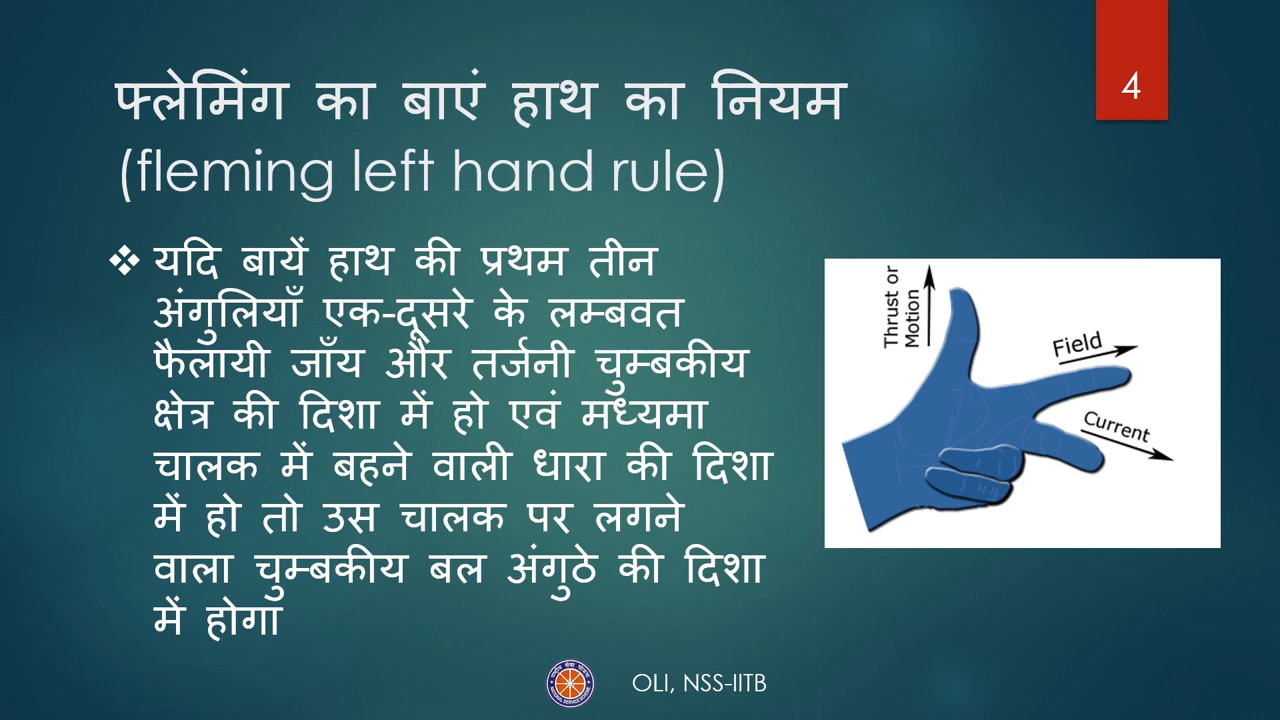 4
फ्लेमिंग का बाएं हाथ का नियम
(fleming left hand rule)
❖ यदि बायें हाथ की प्रथम तीन
अंगुलियाँ एक-दूसरे के लम्बवत
फैलायी जाँय और तर्जनी चुम्बकीय
क्षेत्र की दिशा में हो एवं मध्यमा
चालक में बहने वाली धारा की दिशा
में हो तो उस चालक पर लगने
वाला चुम्बकीय बल अंगुठे की दिशा
में होगा
Thrust or
Motion
Field
Current
OLI, NSS-IITB